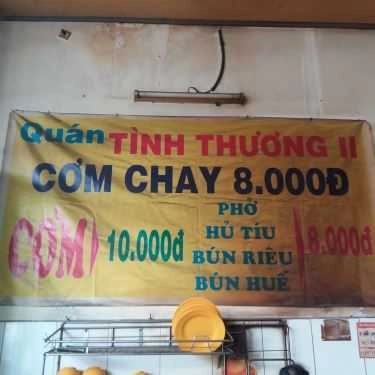 Quán TÌNH THƯƠNG II
CƠM CHAY 8.000Đ
CƠM 10.000đ
PHỞ
HỦ TÍU
BÚN RIÊU
BÚN HUẾ
8.000đ